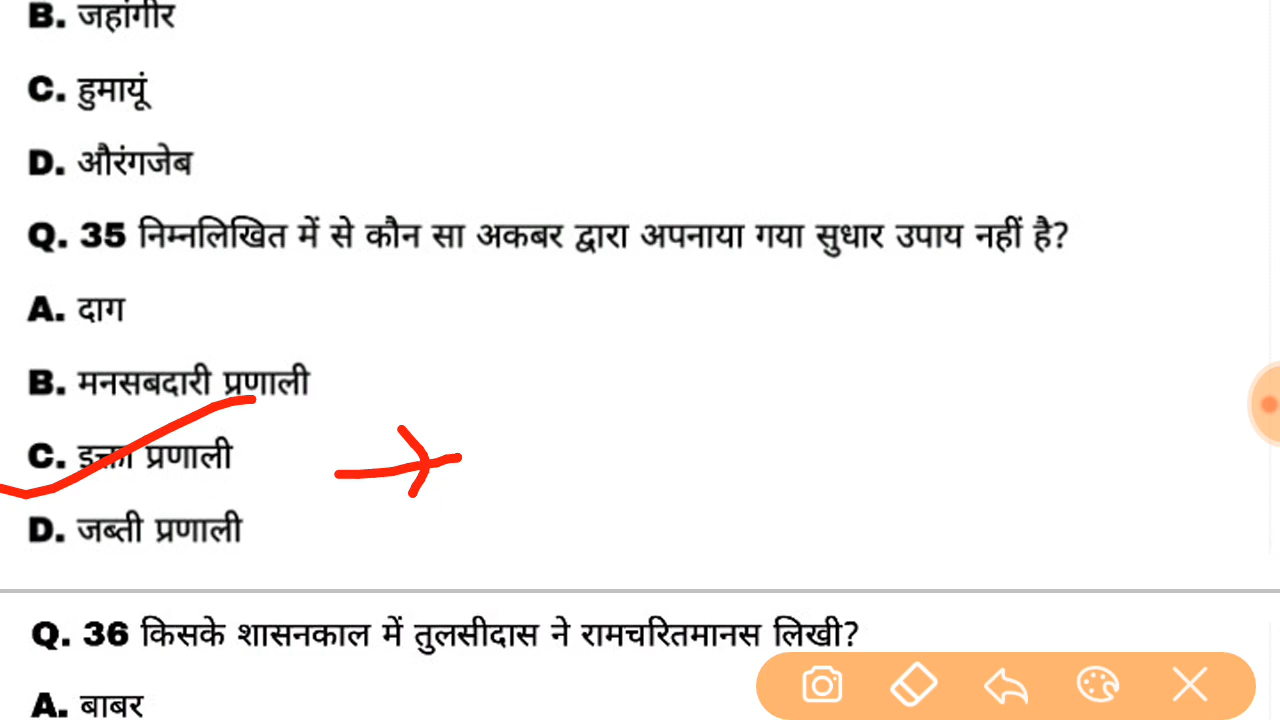 B. जहांगीर
C. हुमायूं
D. औरंगजेब
Q. 35 निम्नलिखित में से कौन सा अकबर द्वारा अपनाया गया सुधार उपाय नहीं है?
A. दाग
B. मनसबदारी प्रणाली
C. इक्ता प्रणाली
D. जब्ती प्रणाली
Q. 36 किसके शासनकाल में तुलसीदास ने रामचरितमानस लिखी?
A. बाबर